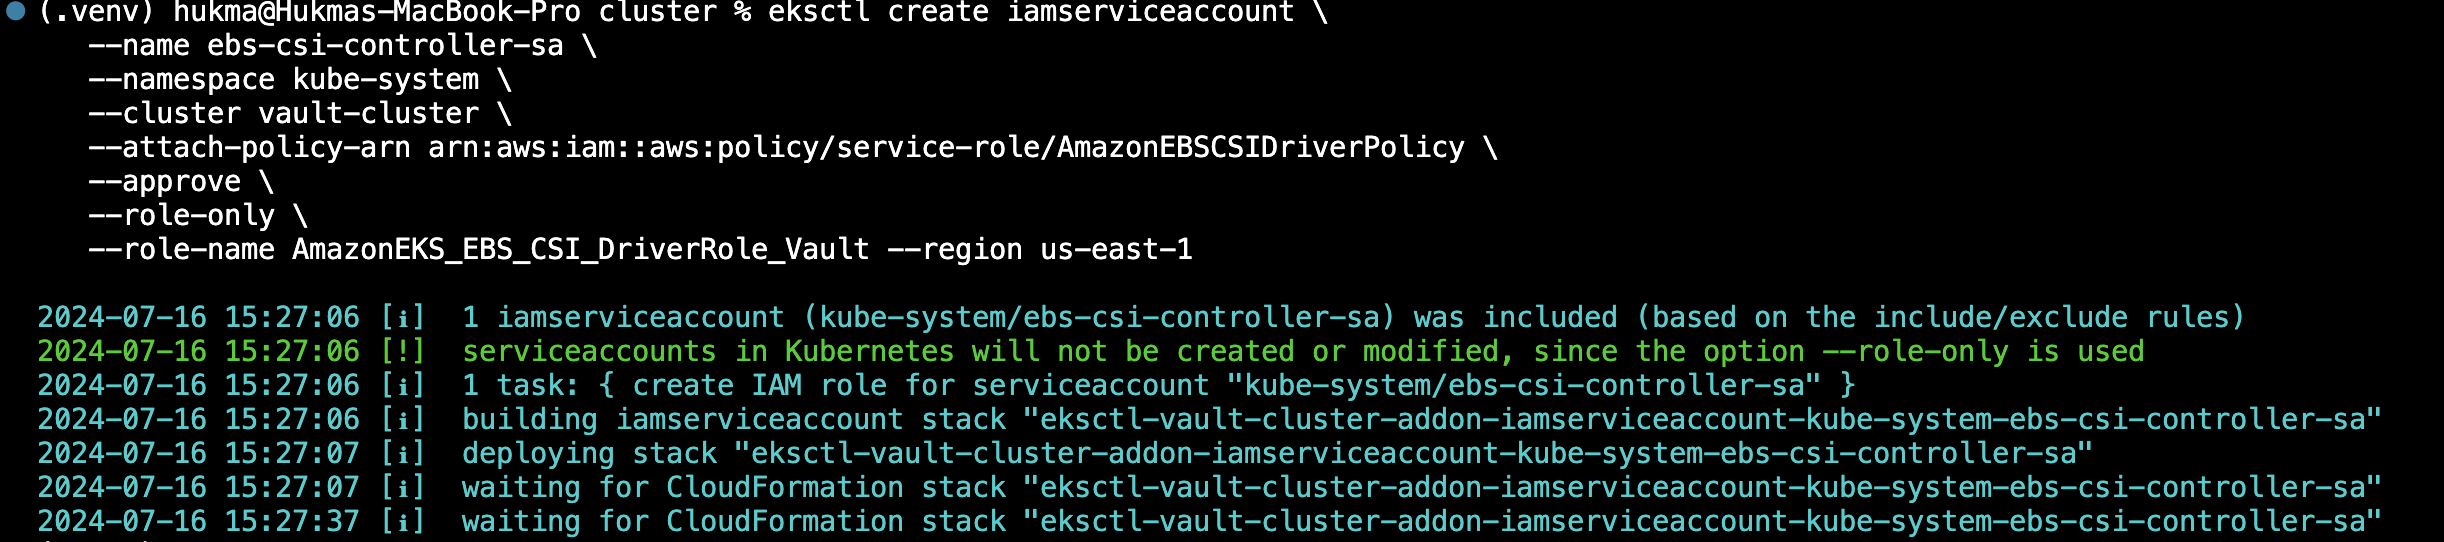 (.venv) hukma@Hukmas-MacBook-Pro cluster % eksctl create iamserviceaccount \
--name ebs-csi-controller-sa \
--namespace kube-system \
--cluster vault-cluster \
--attach-policy-arn arn:aws:iam::aws:policy/service-role/AmazonEBSCSIDriverPolicy \
--approve \
--role-only \
--role-name AmazonEKS_EBS_CSI_DriverRole_Vault --region us-east-1
2024-07-16 15:27:06 [ℹ]  1 iamserviceaccount (kube-system/ebs-csi-controller-sa) was included (based on the include/exclude rules)
2024-07-16 15:27:06 [!]  serviceaccounts in Kubernetes will not be created or modified, since the option --role-only is used
2024-07-16 15:27:06 [ℹ]  1 task: { create IAM role for serviceaccount "kube-system/ebs-csi-controller-sa" }
2024-07-16 15:27:06 [ℹ]  building iamserviceaccount stack "eksctl-vault-cluster-addon-iamserviceaccount-kube-system-ebs-csi-controller-sa"
2024-07-16 15:27:07 [ℹ]  deploying stack "eksctl-vault-cluster-addon-iamserviceaccount-kube-system-ebs-csi-controller-sa"
2024-07-16 15:27:07 [ℹ]  waiting for CloudFormation stack "eksctl-vault-cluster-addon-iamserviceaccount-kube-system-ebs-csi-controller-sa"
2024-07-16 15:27:37 [ℹ]  waiting for CloudFormation stack "eksctl-vault-cluster-addon-iamserviceaccount-kube-system-ebs-csi-controller-sa"